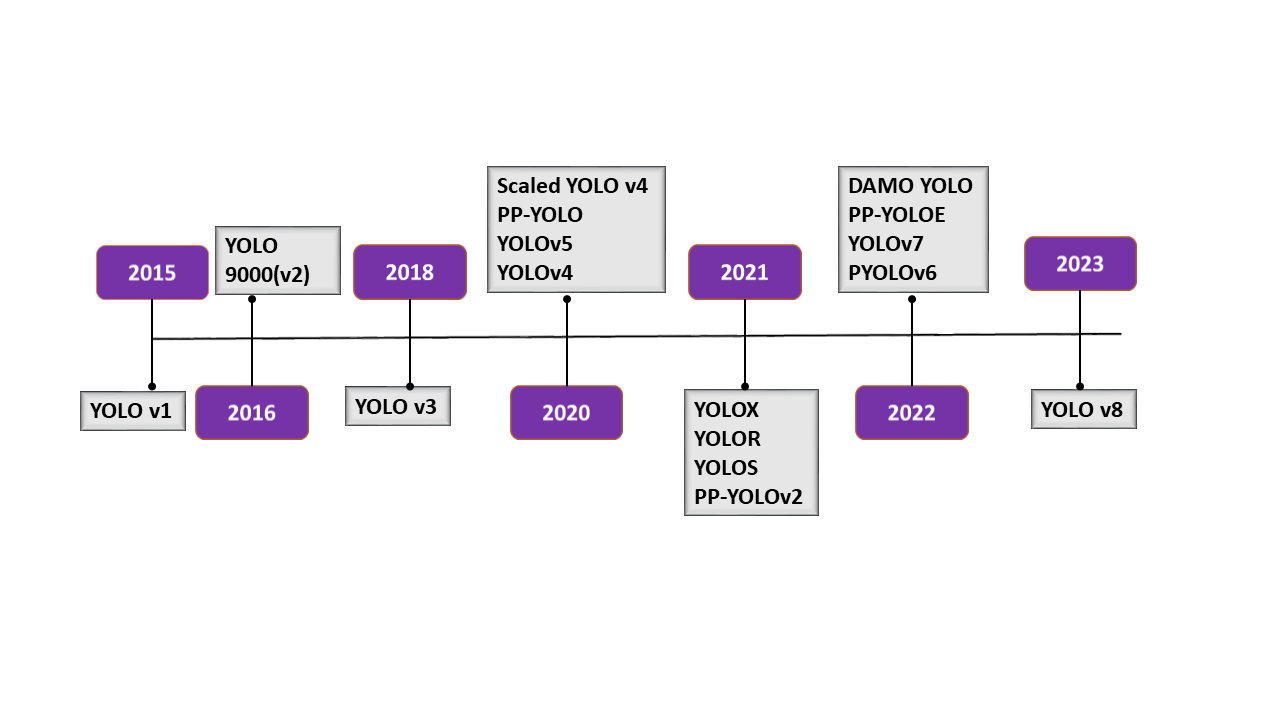 2015
YOLO v1
YOLO
9000(v2)
2016
2018
YOLO v3
Scaled YOLO v4
PP-YOLO
YOLOv5
YOLOv4
2020
2021
YOLOX
YOLOR
YOLOS
PP-YOLOv2
DAMO YOLO
PP-YOLOE
YOLOv7
PYOLOv6
2022
2023
YOLO v8